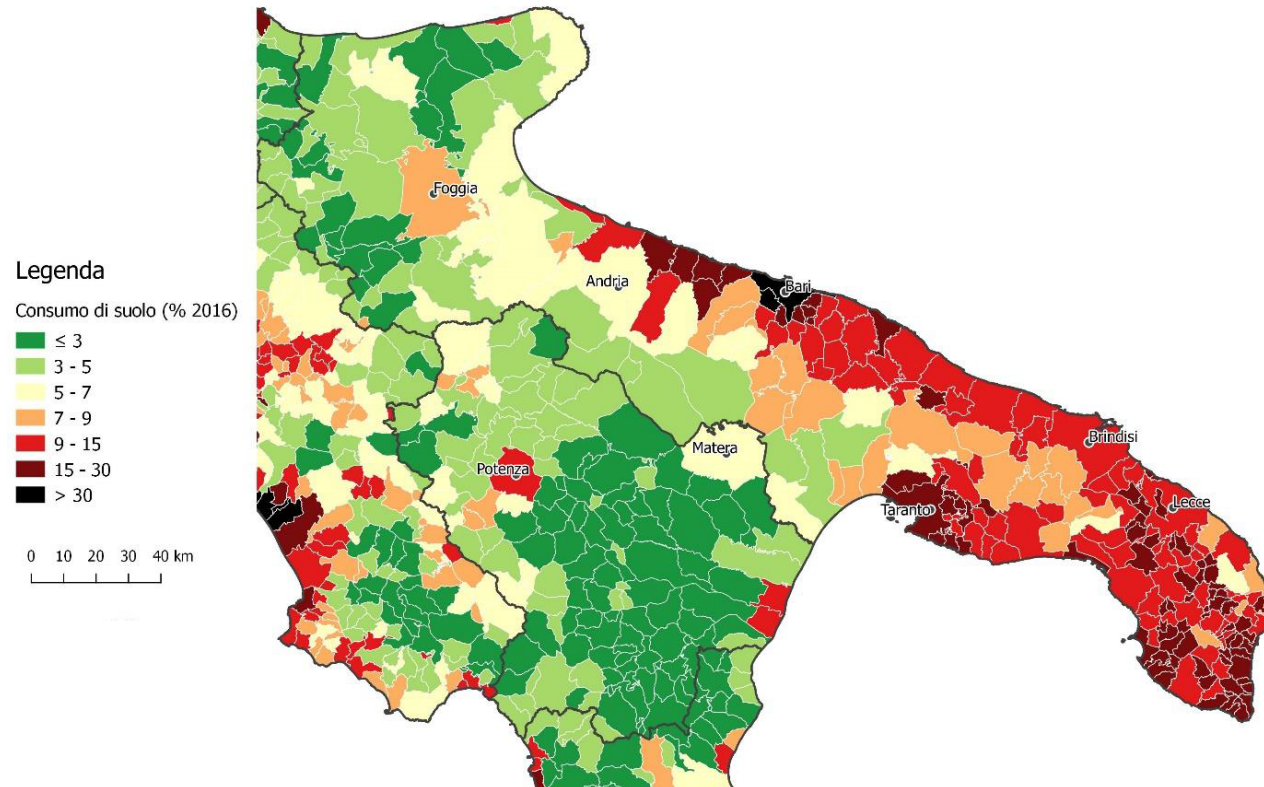 Legenda
Consumo di suolo (% 2016)
≤ 3
3 - 5
5 - 7
7 - 9
9 - 15
15 - 30
> 30
0 10 20 30 40 km
Foggia
Andria
Bari
Matera
Potenza
Brindisi
Taranto
Lecce